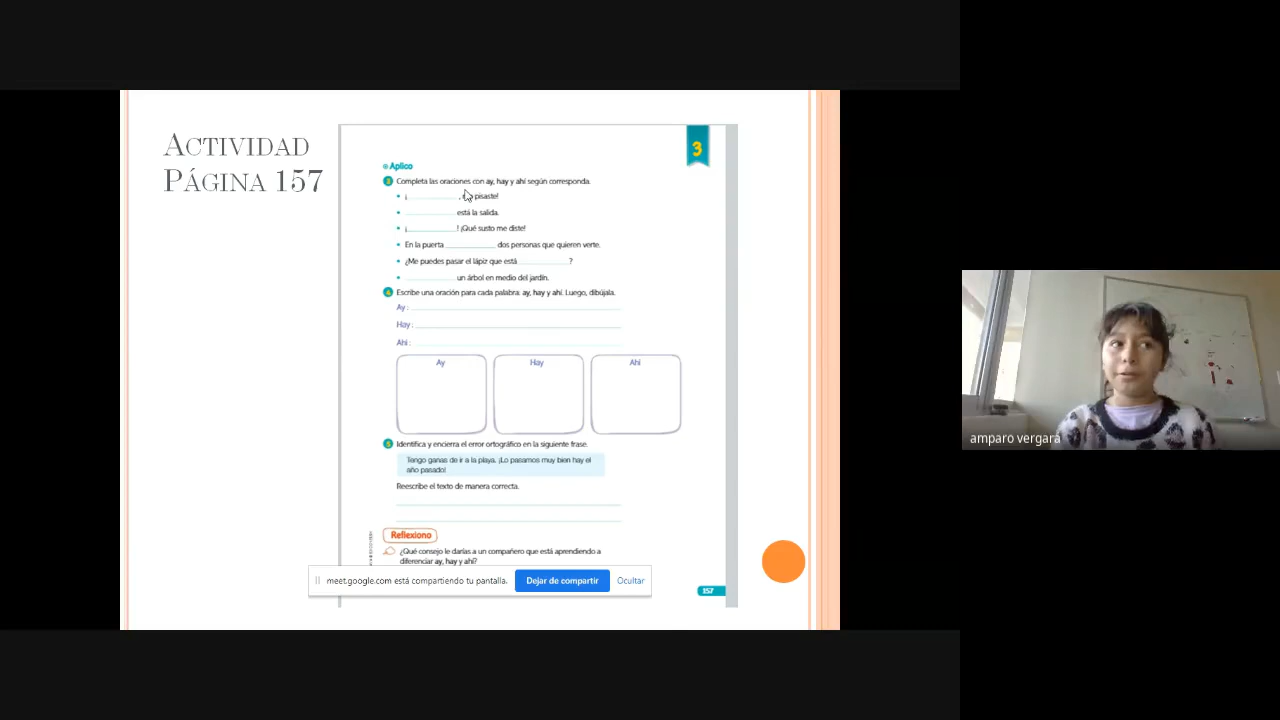 ACTIVIDAD
PÁGINA 157
3
Aplico
3 Completa las oraciones con ay, hay y ahí según corresponda.
• ¡ , pisaste!
• está la salida.
• ¡ ! ¡Qué susto me diste!
• En la puerta dos personas que quieren verte.
• ¿Me puedes pasar el lápiz que está ?
• un árbol en medio del jardín.
4 Escribe una oración para cada palabra: ay, hay y ahí. Luego, dibújala.
Ay :
Hay :
Ahí :
Ay Hay Ahí
5 Identifica y encierra el error ortográfico en la siguiente frase.
Tengo ganas de ir a la playa. ¡Lo pasamos muy bien hay el
año pasado!
Reescribe el texto de manera correcta.
Reflexiono
¿Qué consejo le darías a un compañero que está aprendiendo a
diferenciar ay, hay y ahí?
meet.google.com está compartiendo tu pantalla.
Dejar de compartir
Ocultar
157
amparo vergara